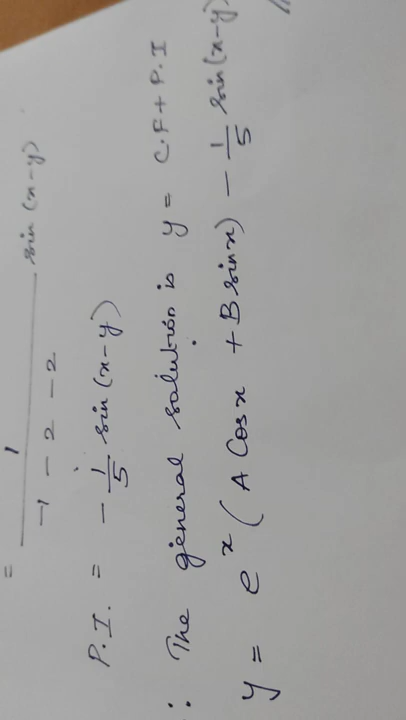 = 1 / -1 - 2 - 2 sin (x-y)
P.I. = - 1/5 sin (x-y)
∴ The general solution is y = C.F + P.I
y = e^x ( A Cos x + B sin x) - 1/5 sin (x-y) //